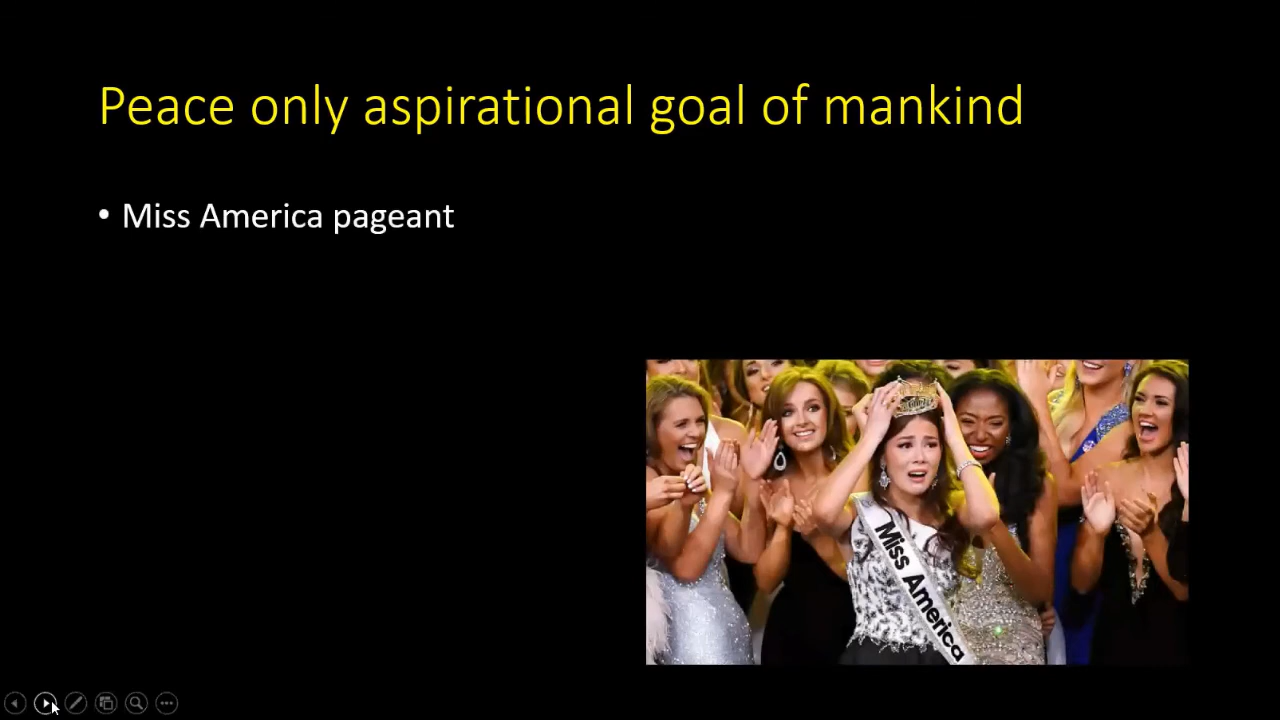 Peace only aspirational goal of mankind
• Miss America pageant
Miss America